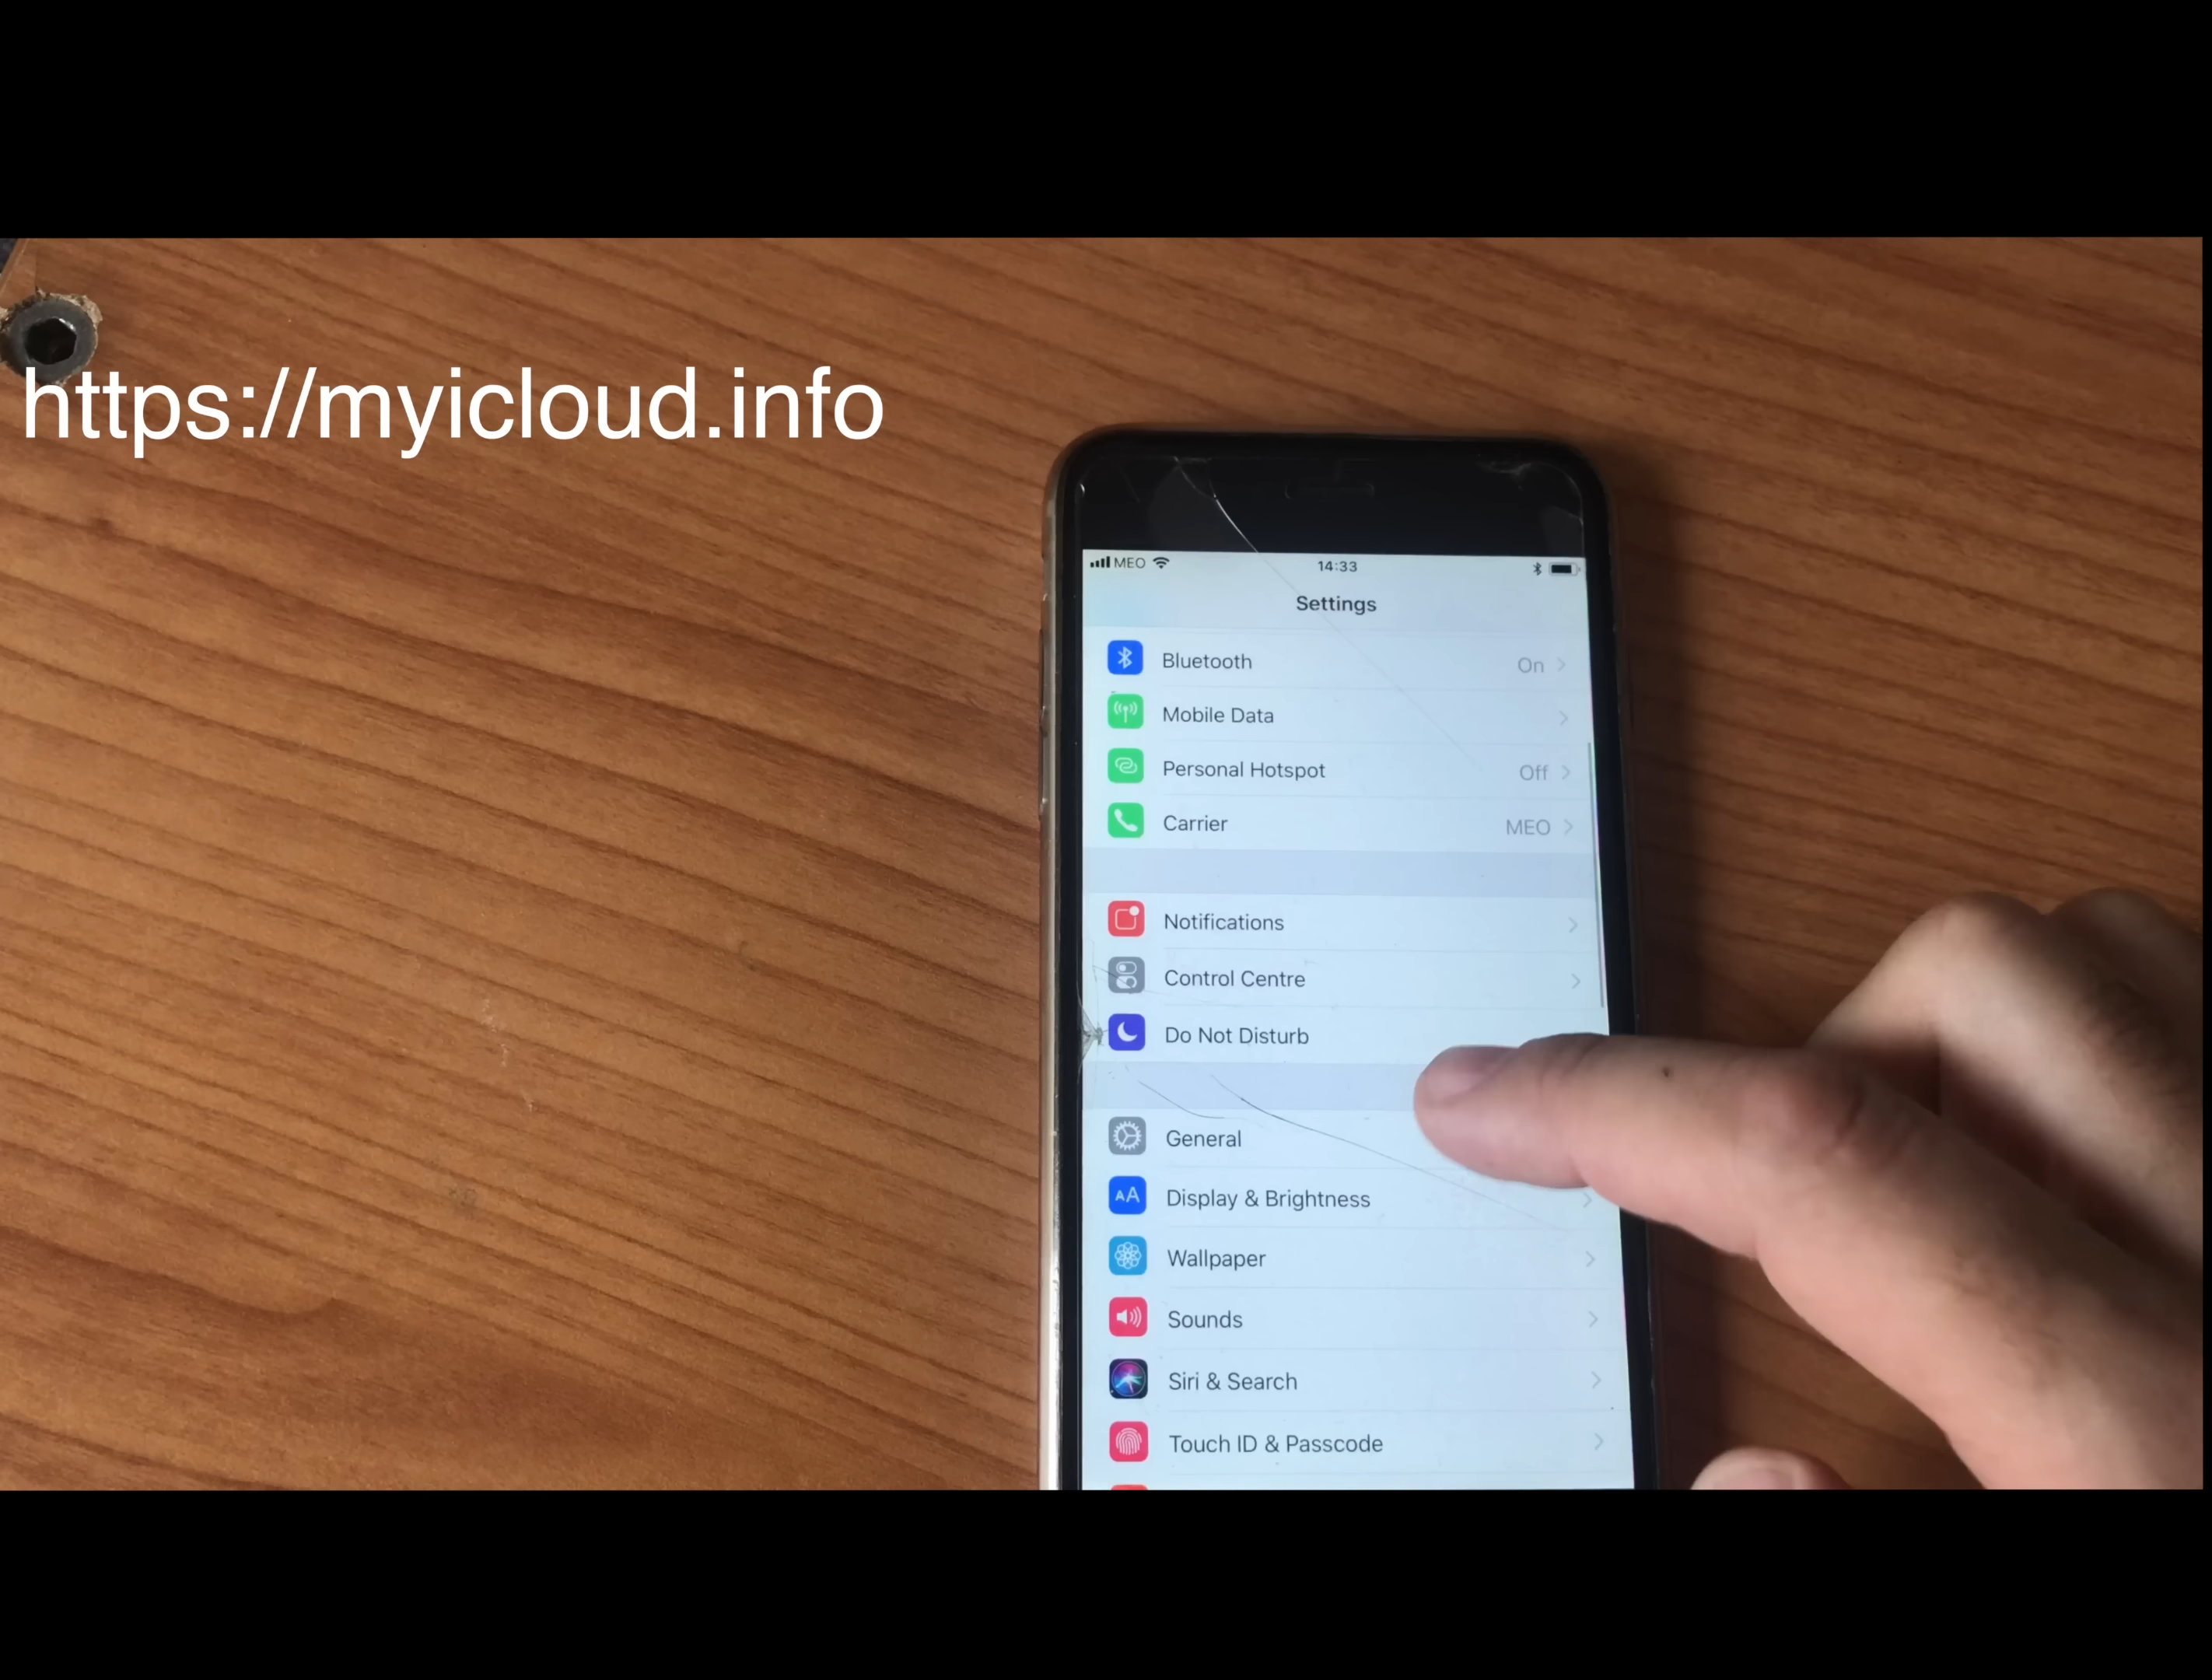 https://myicloud.info
MEO 14:33
Settings
Bluetooth On
Mobile Data
Personal Hotspot Off
Carrier MEO
Notifications
Control Centre
Do Not Disturb
General
AA Display & Brightness
Wallpaper
Sounds
Siri & Search
Touch ID & Passcode